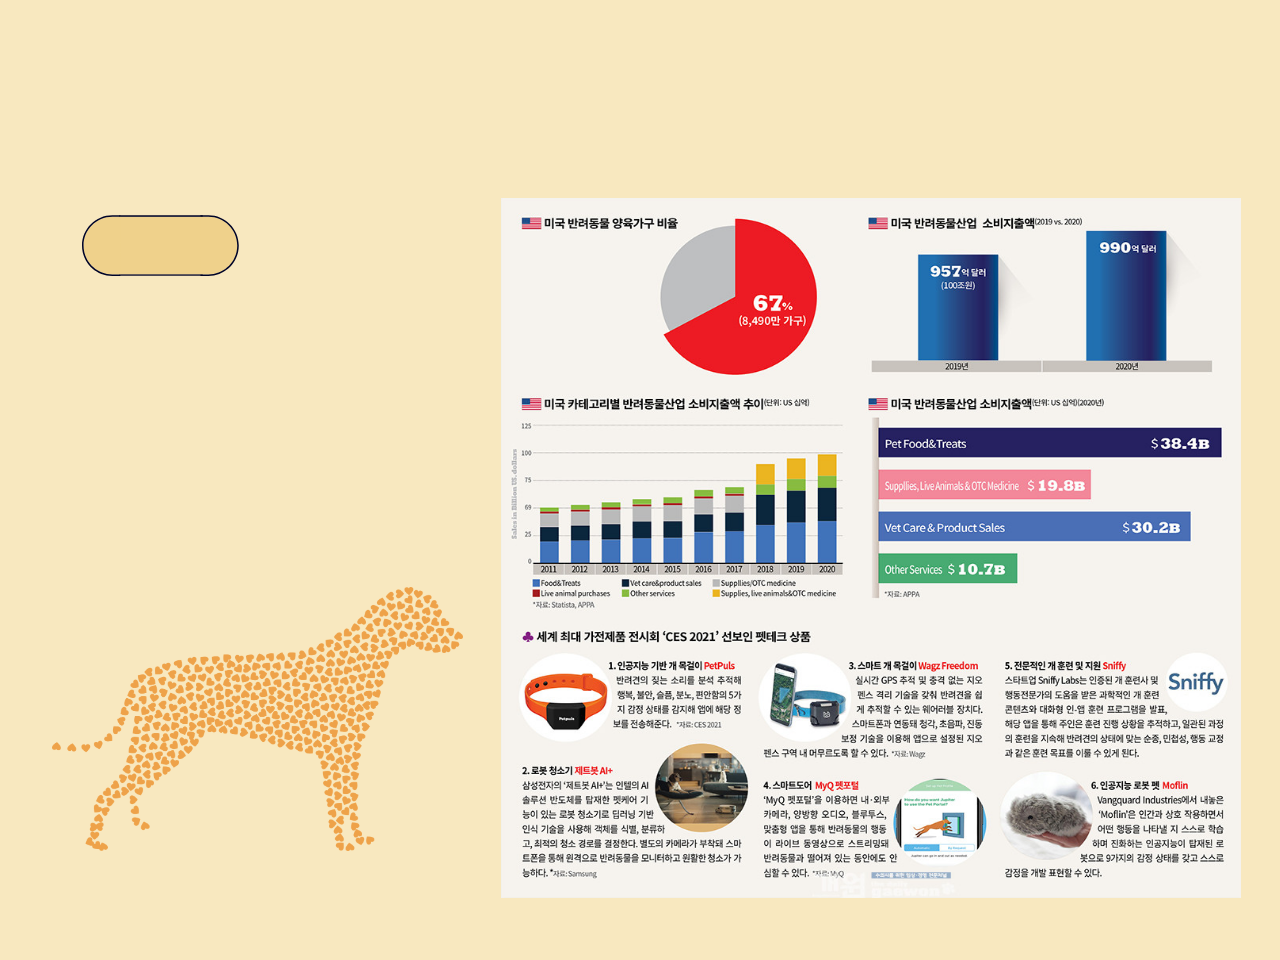 미국 반려동물 양육가구 비율
67%
(8,490만 가구)
미국 반려동물산업 소비지출액(2019 vs. 2020)
957억 달러
(100조원)
990억 달러
2019년
2020년
미국 카테고리별 반려동물산업 소비지출액 추이(단위: US 십억)
Sales in Billion US. dollars
125
100
75
69
25
0
2011 2012 2013 2014 2015 2016 2017 2018 2019 2020
Food&Treats
Vet care&product sales
Suppllies/OTC medicine
Live animal purchases
Other services
Supplies, live animals&OTC medicine
*자료: Statista, APPA
미국 반려동물산업 소비지출액(단위: US 십억)(2020년)
Pet Food&Treats $ 38.4B
Suppllies, Live Animals & OTC Medicine $ 19.8B
Vet Care & Product Sales $ 30.2B
Other Services $ 10.7B
*자료: APPA
♣ 세계 최대 가전제품 전시회 ‘CES 2021’ 선보인 펫테크 상품
Petpuls
1. 인공지능 기반 개 목걸이 PetPuls
반려견의 짖는 소리를 분석 추적해
행복, 불안, 슬픔, 분노, 핀안함의 5가
지 감정 상태를 감지해 앱에 해당 정
보를 전송해준다. *자료: CES 2021
2. 로봇 청소기 제트봇 AI+
삼성전자의 ‘제트봇 AI+’는 인텔의 AI
솔루션 반도체를 탑재한 펫케어 기
능이 있는 로봇 청소기로 딥러닝 기반
인식 기술을 사용해 객체를 식별, 분류하
고, 최적의 청소 경로를 결정한다. 별도의 카메라가 부착돼 스마
트폰을 통해 원격으로 반려동물을 모니터하고 원활한 청소가 가
능하다. *자료: Samsung
3. 스마트 개 목걸이 Wagz Freedom
실시간 GPS 추적 및 충격 없는 지오
펜스 격리 기술을 갖춰 반려견을 쉽
게 추적할 수 있는 웨어러블 장치다.
스마트폰과 연동돼 청각, 초음파, 진동
보정 기술을 이용해 앱으로 설정된 지오
펜스 구역 내 머무르도록 할 수 있다. *자료: Wagz
4. 스마트도어 MyQ 펫포털
‘MyQ 펫포털’을 이용하면 내·외부
카메라, 양방향 오디오, 블루투스,
맞춤형 앱을 통해 반려동물의 행동
이 라이브 동영상으로 스트리밍돼
반려동물과 떨어져 있는 동안에도 안
심할 수 있다. *자료: MyQ
How do you want Jupiter
to use the Pet Portal?
5. 전문적인 개 훈련 및 지원 Sniffy
스타트업 Sniffy Labs는 인증된 개 훈련사 및
행동전문가의 도움을 받은 과학적인 개 훈련
콘텐츠와 대화형 인-앱 훈련 프로그램을 발표,
해당 앱을 통해 주인은 훈련 진행 상황을 추적하고, 일관된 과정
의 훈련을 지속해 반려견의 상태에 맞는 순종, 민첩성, 행동 교정
과 같은 훈련 목표를 이룰 수 있게 된다.
Sniffy
6. 인공지능 로봇 펫 Moflin
Vanguard Industries에서 내놓은
‘Moflin’은 인간과 상호 작용하면서
어떤 행동을 나타낼 지 스스로 학습
하며 진화하는 인공지능이 탑재된 로
봇으로 9가지의 감정 상태를 갖고 스스로
감정을 개발 표현할 수 있다.